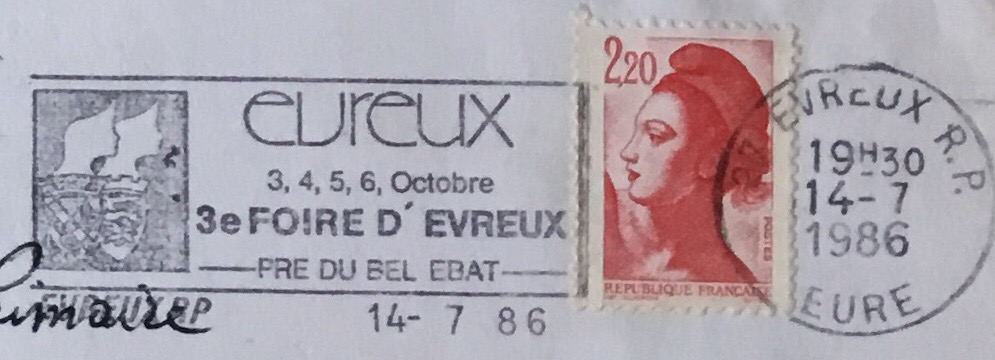 evreux
3, 4, 5, 6, Octobre
3e FOIRE D' EVREUX
PRE DU BEL EBAT
EVREUX RP
14- 7 86
2,20
POSTES
REPUBLIQUE FRANÇAISE
27 EVREUX R.P.
19H30
14-7
1986
EURE